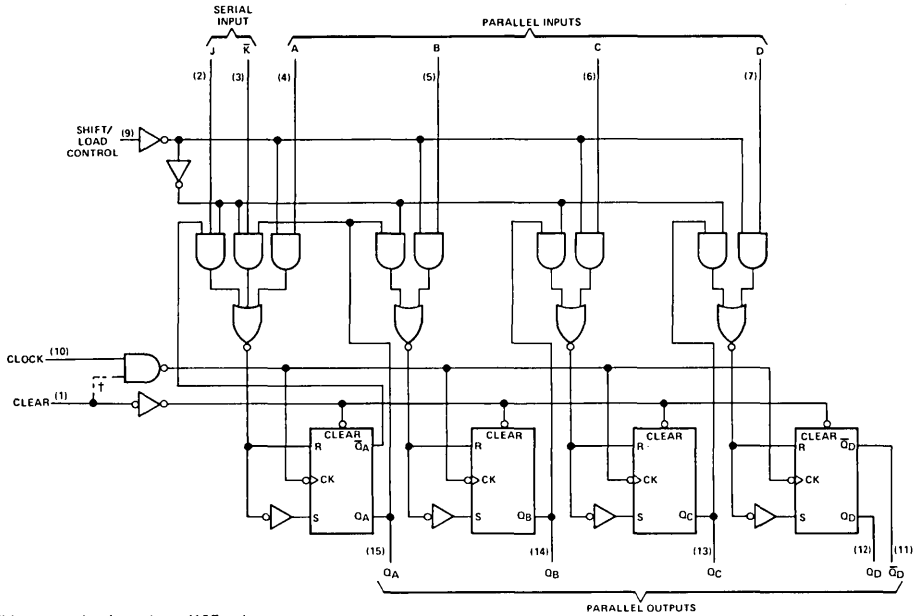 SERIAL INPUT
PARALLEL INPUTS
J K̅ A B C D
(2) (3) (4) (5) (6) (7)
SHIFT/ LOAD CONTROL (9)
CLOCK (10)
†
CLEAR (1)
CLEAR CLEAR CLEAR CLEAR
R Q̅A R R R Q̅D
CK CK CK CK
S QA S QB S QC S QD
(15) (14) (13) (12) (11)
QA QB QC QD Q̅D
PARALLEL OUTPUTS